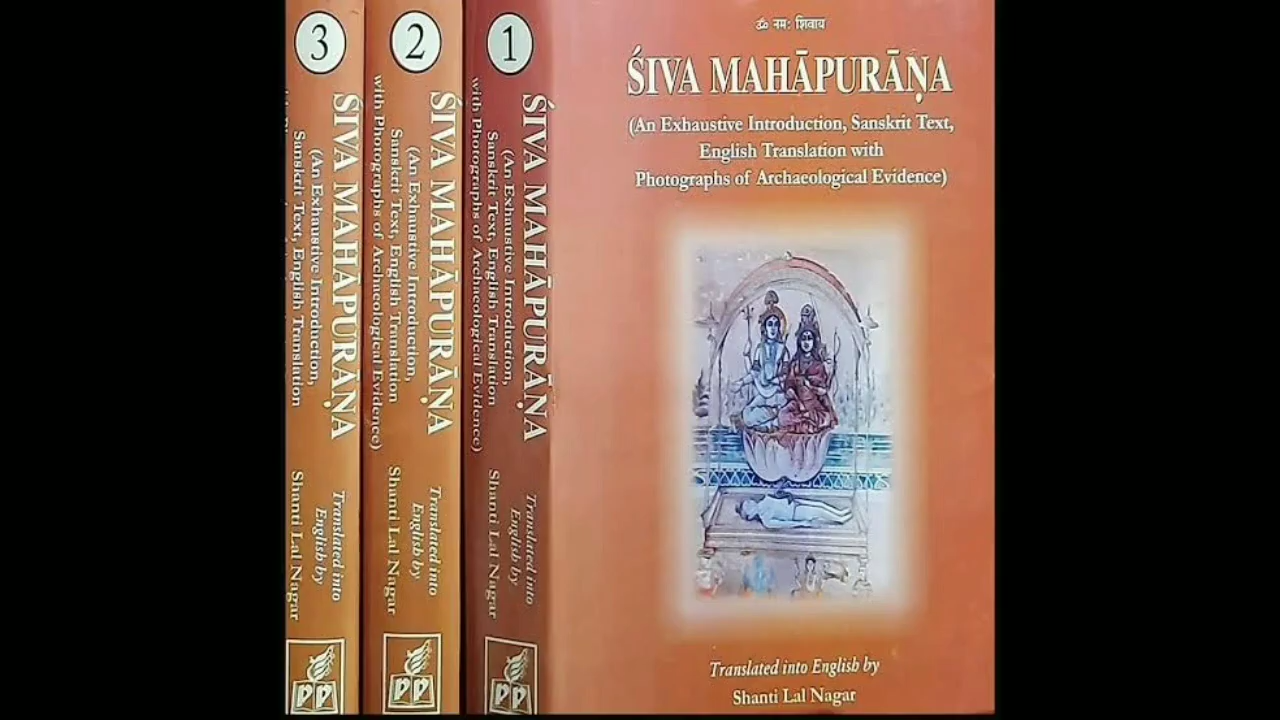 3
ŚIVA MAHĀPURĀṆA
(An Exhaustive Introduction,
Sanskrit Text, English Translation
Translated into
English by
Shanti Lal Nagar
2
ŚIVA MAHĀPURĀṆA
(An Exhaustive Introduction,
Sanskrit Text, English Translation
with Photographs of Archaeological Evidence)
Translated into
English by
Shanti Lal Nagar
1
ŚIVA MAHĀPURĀṆA
(An Exhaustive Introduction,
Sanskrit Text, English Translation
with Photographs of Archaeological Evidence)
Translated into
English by
Shanti Lal Nagar
ॐ नमः शिवाय
ŚIVA MAHĀPURĀṆA
(An Exhaustive Introduction, Sanskrit Text,
English Translation with
Photographs of Archaeological Evidence)
Translated into English by
Shanti Lal Nagar